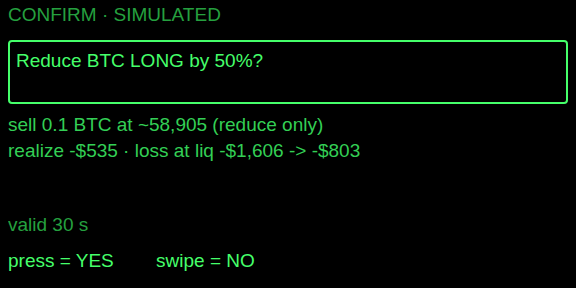 CONFIRM · SIMULATED
Reduce BTC LONG by 50%?
sell 0.1 BTC at ~58,905 (reduce only)
realize -$535 · loss at liq -$1,606 -> -$803
valid 30 s
press = YES swipe = NO